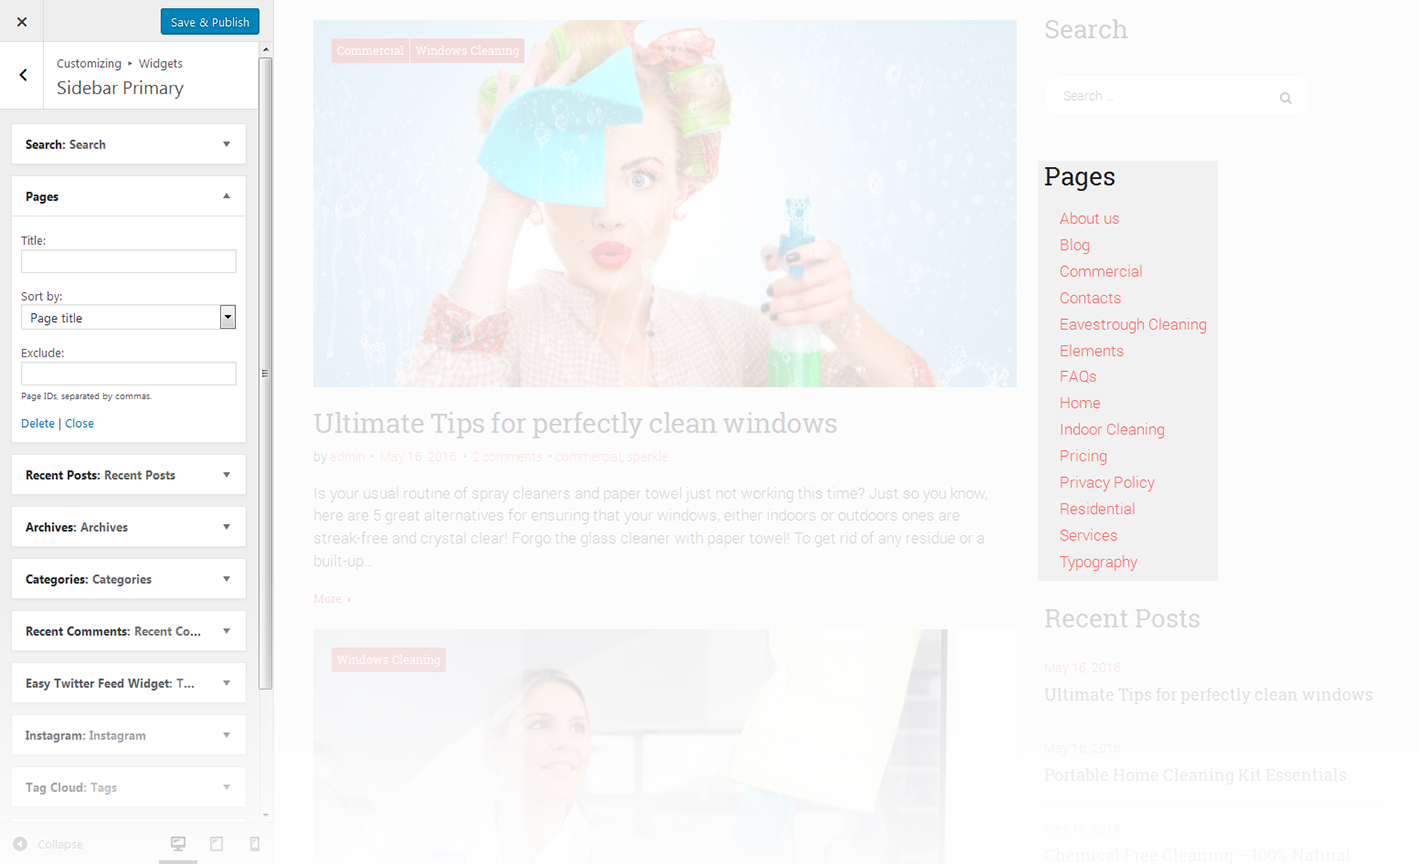 Save & Publish
Customizing ▸ Widgets
Sidebar Primary
Search: Search
Pages
Title:
Sort by:
Page title
Exclude:
Page IDs, separated by commas.
Delete | Close
Recent Posts: Recent Posts
Archives: Archives
Categories: Categories
Recent Comments: Recent Co...
Easy Twitter Feed Widget: T...
Instagram: Instagram
Tag Cloud: Tags
Collapse
Commercial Windows Cleaning
Ultimate Tips for perfectly clean windows
by admin • May 16, 2016 • 2 comments • commercial, sparkle
Is your usual routine of spray cleaners and paper towel just not working this time? Just so you know,
here are 5 great alternatives for ensuring that your windows, either indoors or outdoors ones are
streak-free and crystal clear! Forgo the glass cleaner with paper towel! To get rid of any residue or a
built-up...
More
Windows Cleaning
Search
Search ...
Pages
About us
Blog
Commercial
Contacts
Eavestrough Cleaning
Elements
FAQs
Home
Indoor Cleaning
Pricing
Privacy Policy
Residential
Services
Typography
Recent Posts
May 16, 2016
Ultimate Tips for perfectly clean windows
May 16, 2016
Portable Home Cleaning Kit Essentials
May 16, 2016
Chemical Free Cleaning – 100% Natural